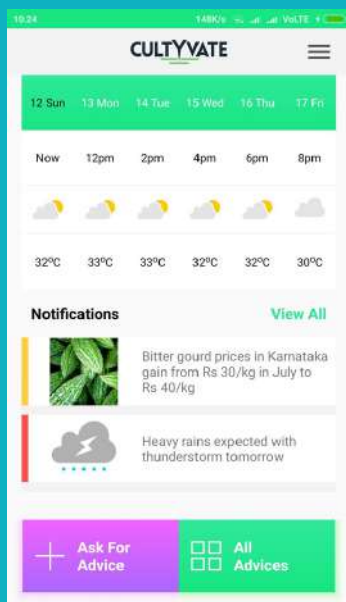 10:24 148K/s VoLTE
CULTYVATE
12 Sun 13 Mon 14 Tue 15 Wed 16 Thu 17 Fri
Now 12pm 2pm 4pm 6pm 8pm
32ºC 33ºC 33ºC 32ºC 32ºC 30ºC
Notifications View All
Bitter gourd prices in Karnataka
gain from Rs 30/kg in July to
Rs 40/kg
Heavy rains expected with
thunderstorm tomorrow
Ask For
Advice
All
Advices